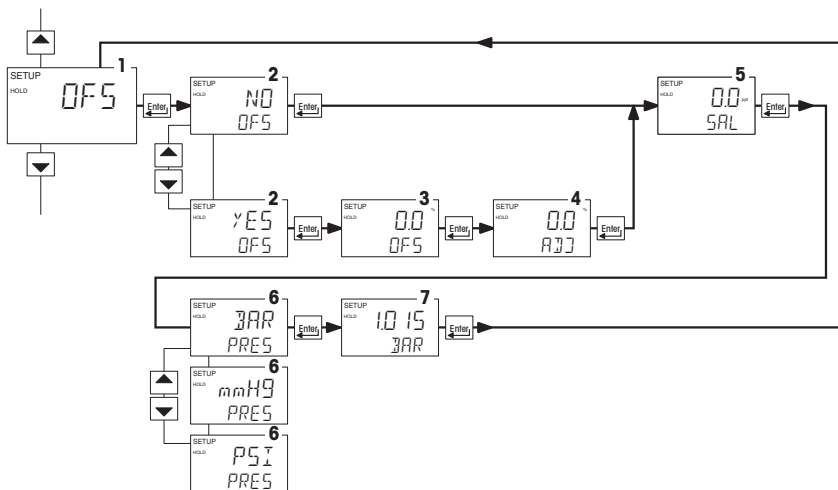 1
SETUP
HOLD
OFS
Enter
2
SETUP
HOLD
NO
OFS
Enter
5
SETUP
HOLD
0.0
SAL
Enter
2
SETUP
HOLD
YES
OFS
Enter
3
SETUP
HOLD
0.0 %
OFS
Enter
4
SETUP
HOLD
0.0 %
ADJ
Enter
6
SETUP
HOLD
BAR
PRES
Enter
7
SETUP
HOLD
1.015
BAR
Enter
6
SETUP
HOLD
mmHg
PRES
6
SETUP
HOLD
PSI
PRES